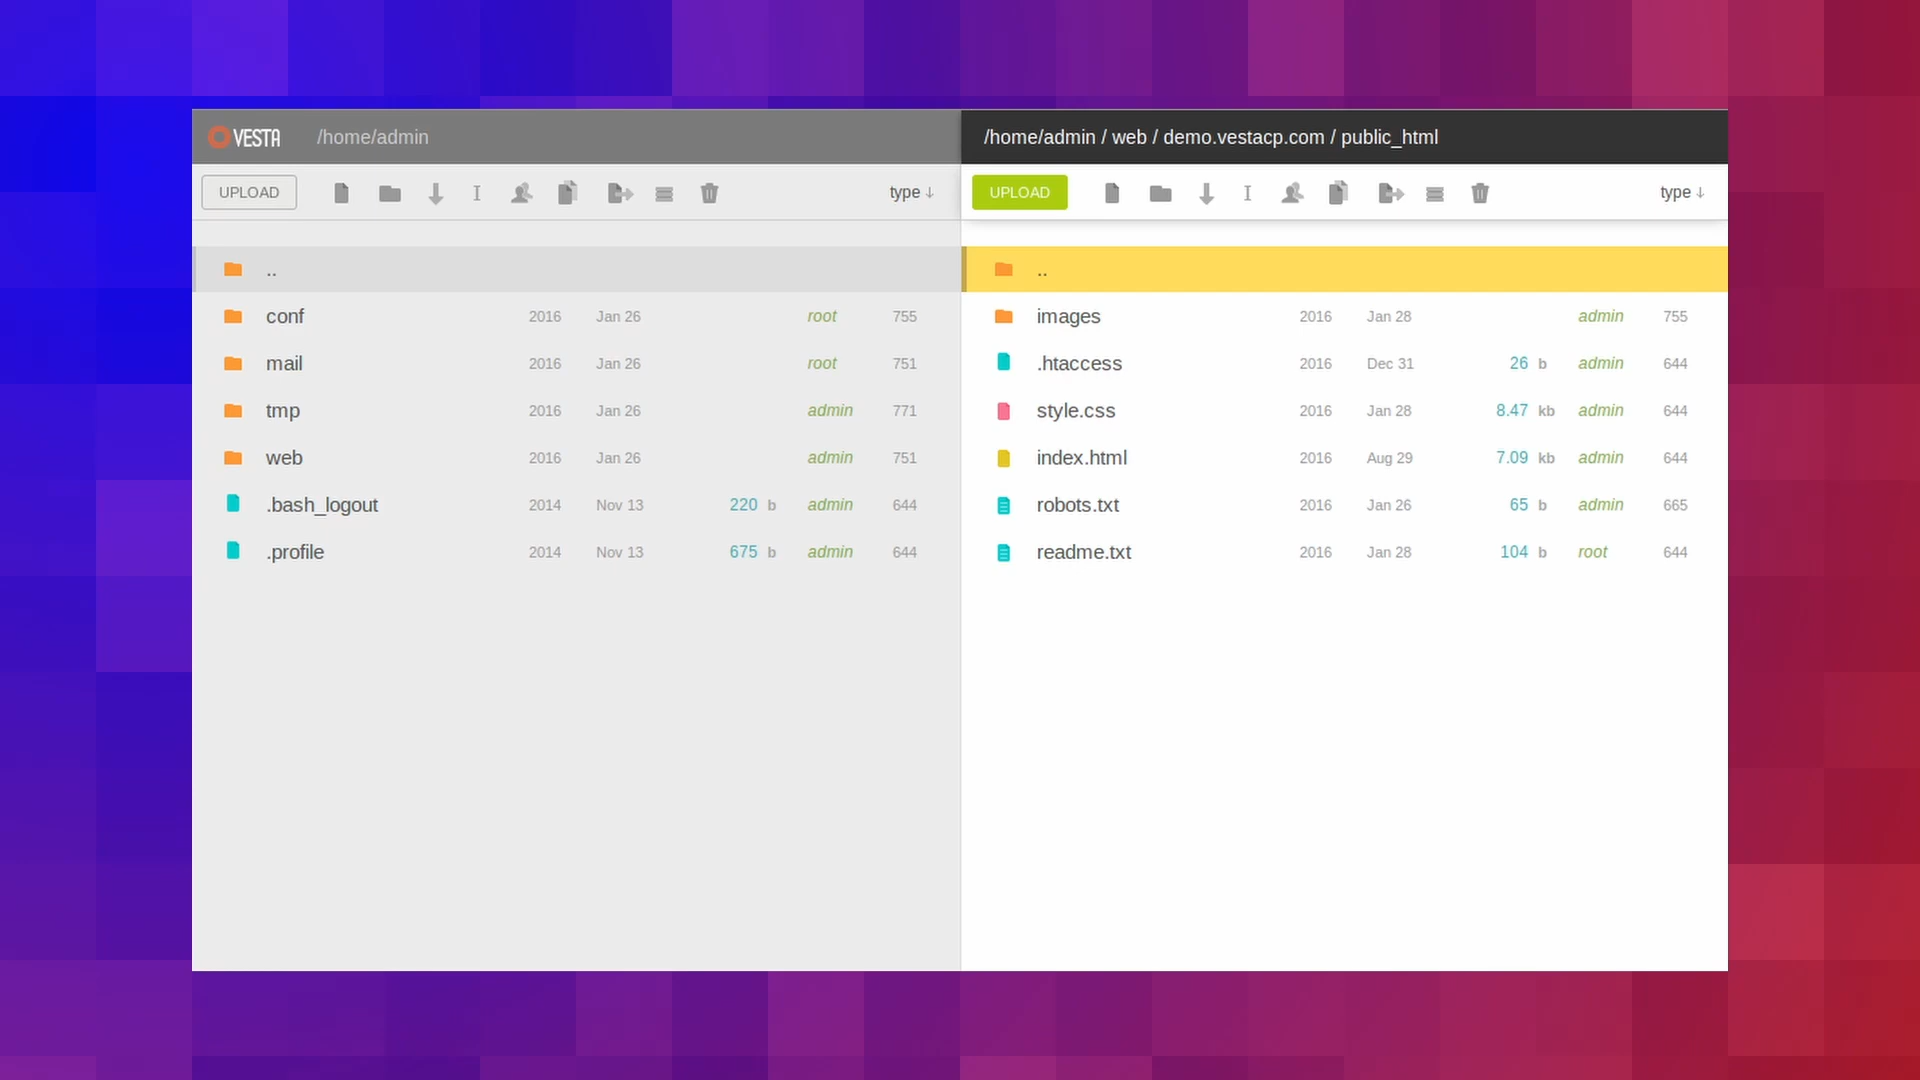 VESTA /home/admin
UPLOAD type ↓
..
conf 2016 Jan 26 root 755
mail 2016 Jan 26 root 751
tmp 2016 Jan 26 admin 771
web 2016 Jan 26 admin 751
.bash_logout 2014 Nov 13 220 b admin 644
.profile 2014 Nov 13 675 b admin 644
/home/admin / web / demo.vestacp.com / public_html
UPLOAD type ↓
..
images 2016 Jan 28 admin 755
.htaccess 2016 Dec 31 26 b admin 644
style.css 2016 Jan 28 8.47 kb admin 644
index.html 2016 Aug 29 7.09 kb admin 644
robots.txt 2016 Jan 26 65 b admin 665
readme.txt 2016 Jan 28 104 b root 644